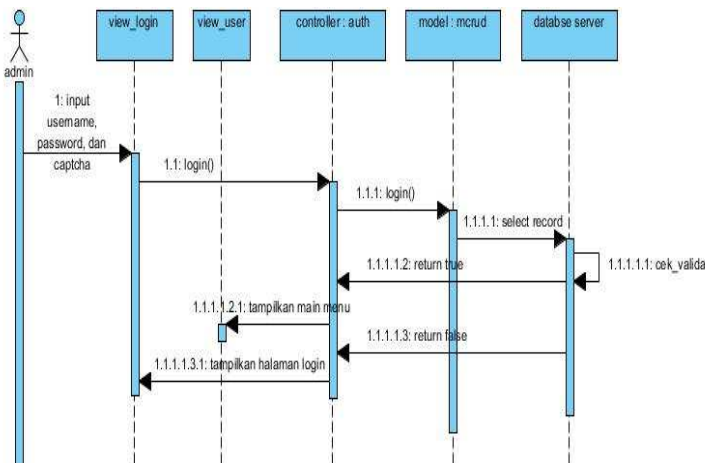 view_login
view_user
controller : auth
model : mcrud
databse server
admin
1: input
username,
password, dan
captcha
1.1: login()
1.1.1: login()
1.1.1.1: select record
1.1.1.1.1: cek_valida
1.1.1.1.2: return true
1.1.1.1.2.1: tampilkan main menu
1.1.1.1.3: return false
1.1.1.1.3.1: tampilkan halaman login